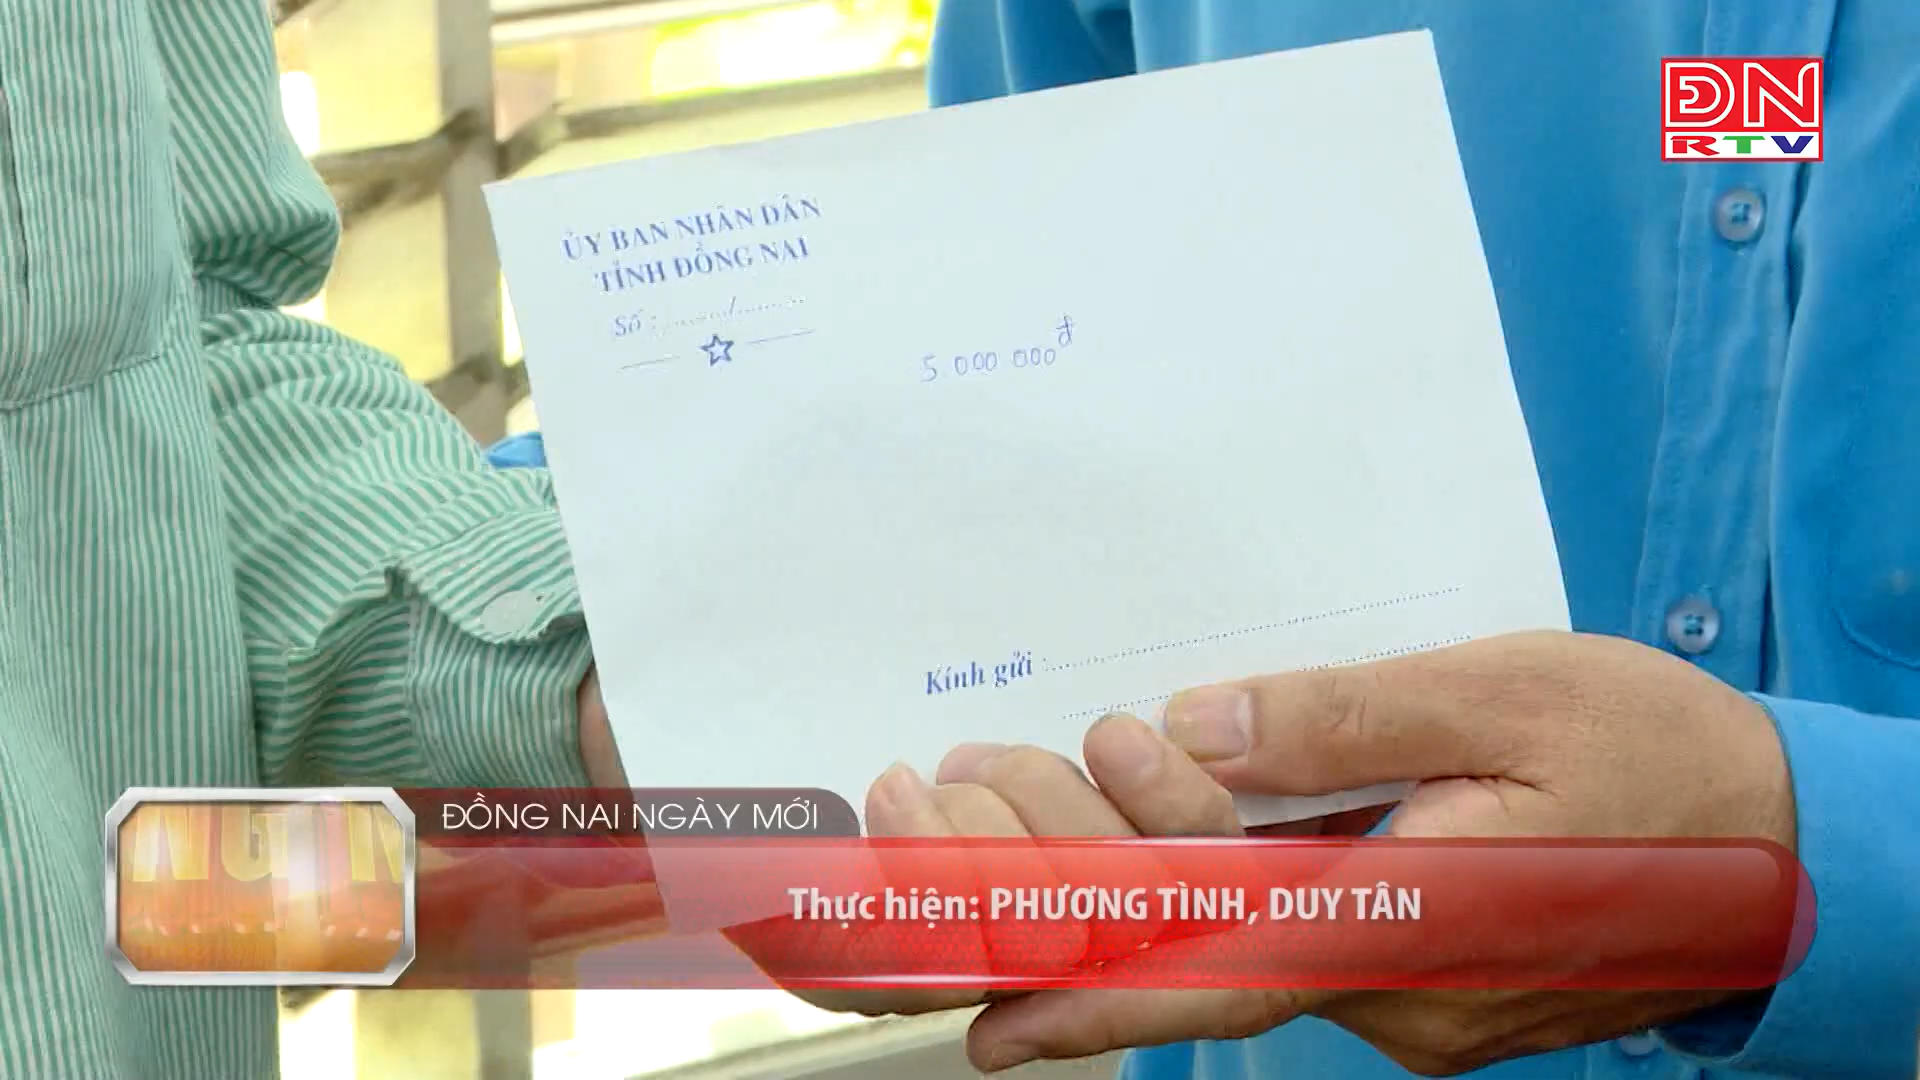 ĐN
RTV
ỦY BAN NHÂN DÂN
TỈNH ĐỒNG NAI
Số :
5 000 000đ
Kính gửi :
ĐỒNG NAI NGÀY MỚI
Thực hiện: PHƯƠNG TÌNH, DUY TÂN